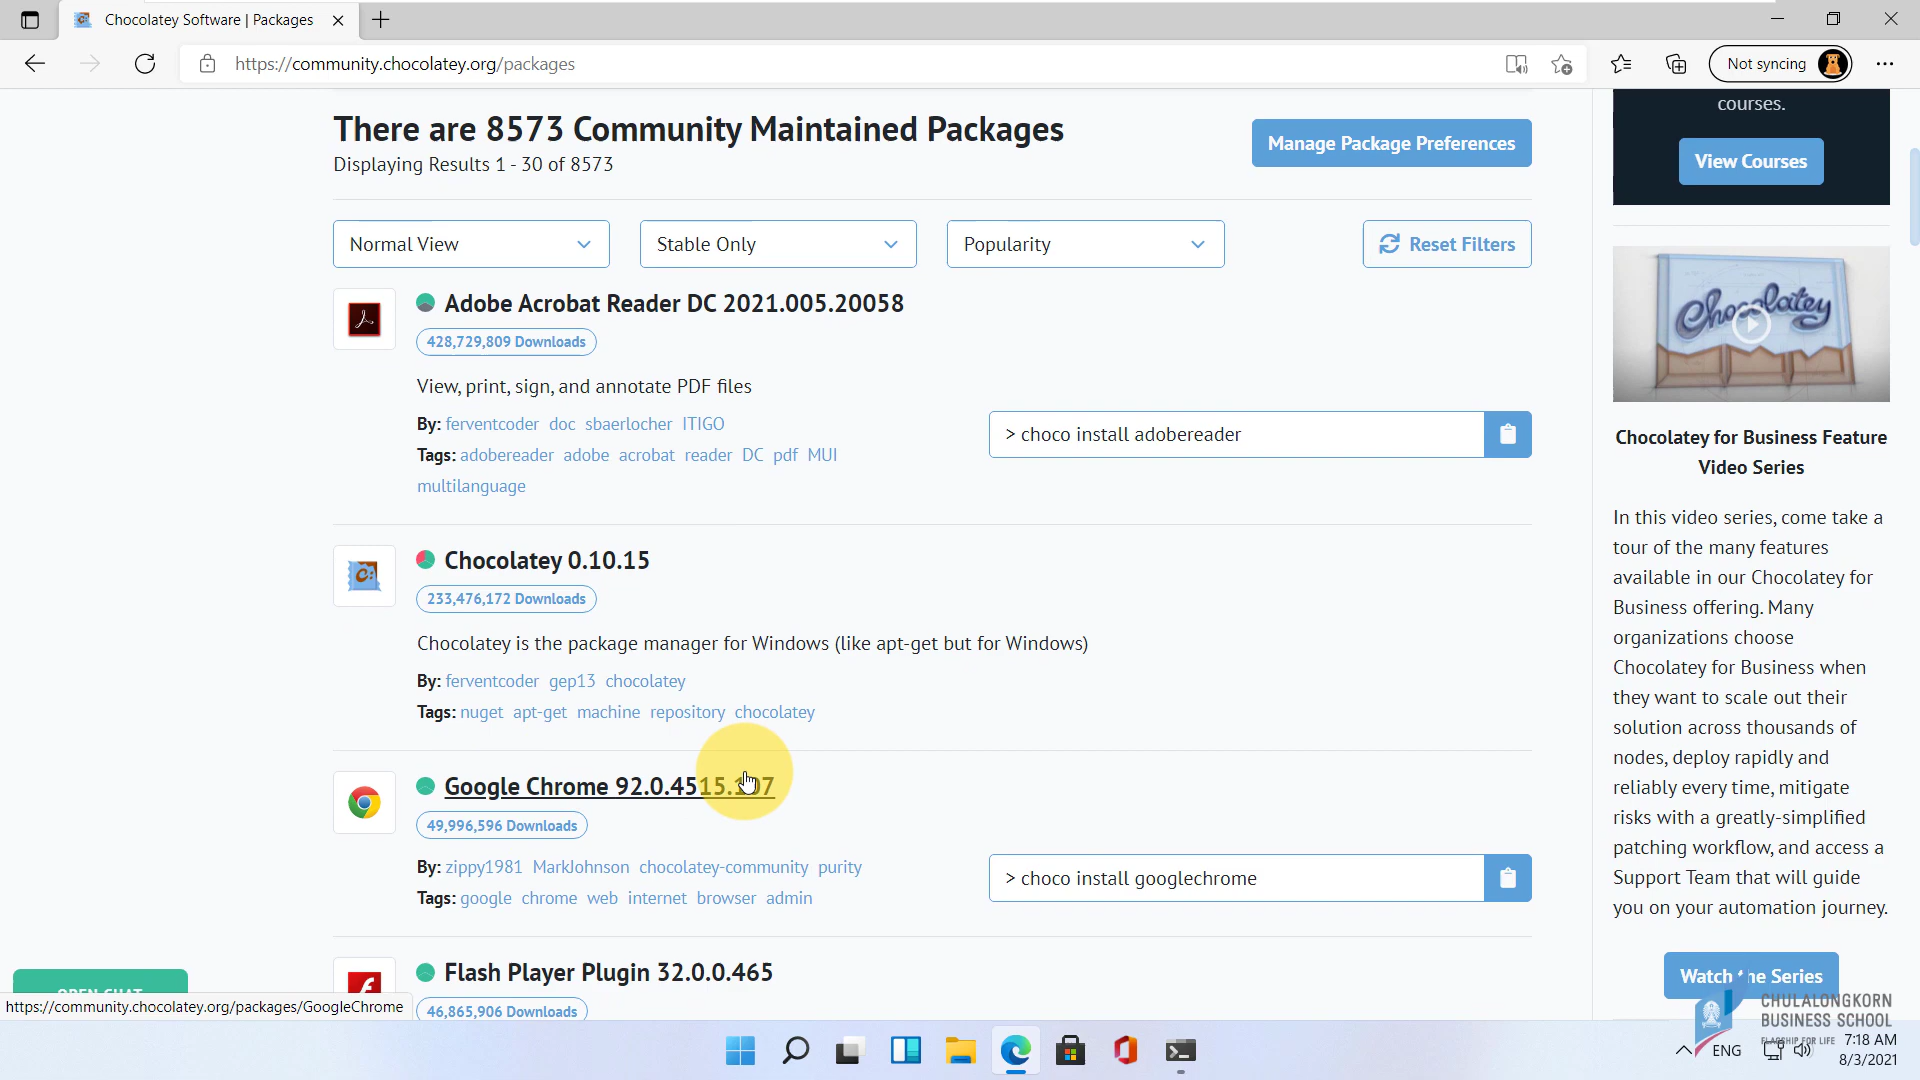 Chocolatey Software | Packages
https://community.chocolatey.org/packages
Not syncing
There are 8573 Community Maintained Packages
Displaying Results 1 - 30 of 8573
Manage Package Preferences
Normal View
Stable Only
Popularity
Reset Filters
Adobe Acrobat Reader DC 2021.005.20058
428,729,809 Downloads
View, print, sign, and annotate PDF files
By: ferventcoder doc sbaerlocher ITIGO
Tags: adobereader adobe acrobat reader DC pdf MUI
multilanguage
> choco install adobereader
Chocolatey 0.10.15
233,476,172 Downloads
Chocolatey is the package manager for Windows (like apt-get but for Windows)
By: ferventcoder gep13 chocolatey
Tags: nuget apt-get machine repository chocolatey
Google Chrome 92.0.4515.107
49,996,596 Downloads
By: zippy1981 MarkJohnson chocolatey-community purity
Tags: google chrome web internet browser admin
> choco install googlechrome
Flash Player Plugin 32.0.0.465
46,865,906 Downloads
courses.
View Courses
Chocolatey
Chocolatey for Business Feature
Video Series
In this video series, come take a
tour of the many features
available in our Chocolatey for
Business offering. Many
organizations choose
Chocolatey for Business when
they want to scale out their
solution across thousands of
nodes, deploy rapidly and
reliably every time, mitigate
risks with a greatly-simplified
patching workflow, and access a
Support Team that will guide
you on your automation journey.
Watch the Series
OPEN CHAT
https://community.chocolatey.org/packages/GoogleChrome
CHULALONGKORN
BUSINESS SCHOOL
FLAGSHIP FOR LIFE
ENG
7:18 AM
8/3/2021